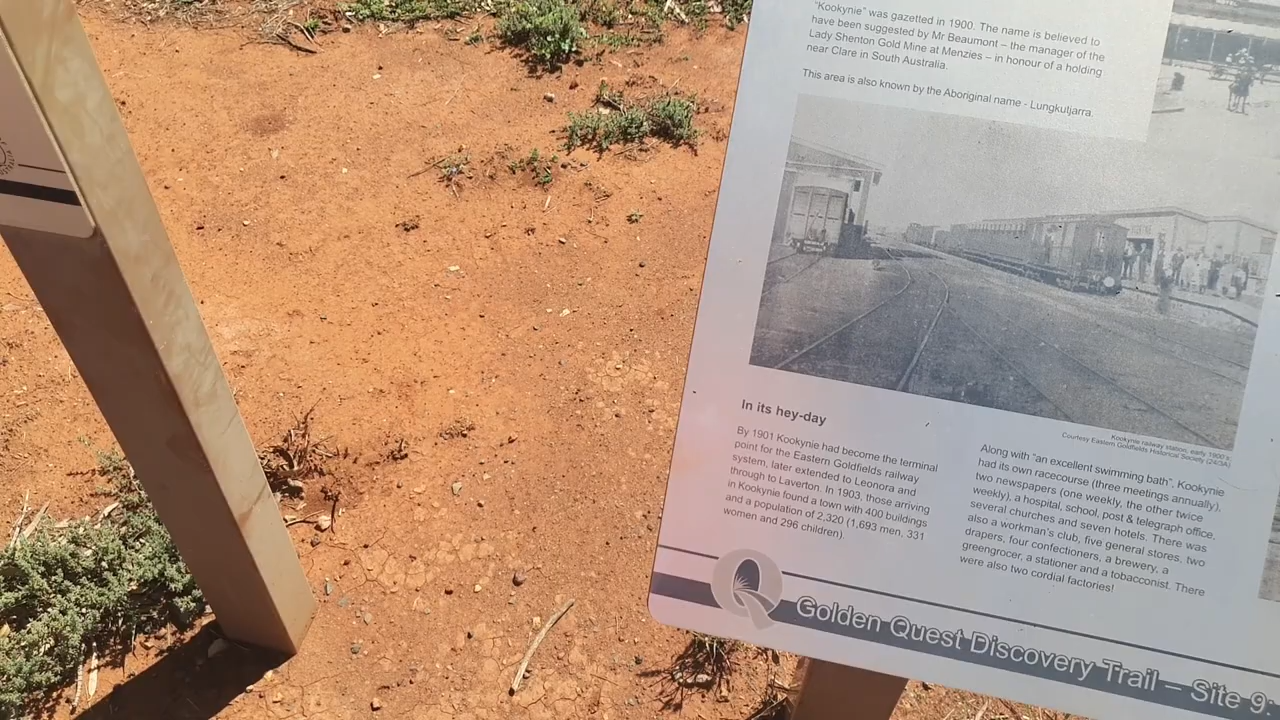 "Kookynie" was gazetted in 1900. The name is believed to
have been suggested by Mr Beaumont – the manager of the
Lady Shenton Gold Mine at Menzies – in honour of a holding
near Clare in South Australia.
This area is also known by the Aboriginal name - Lungkutjarra.
Kookynie railway station, early 1900's
Courtesy Eastern Goldfields Historical Society (24/3A)
In its hey-day
By 1901 Kookynie had become the terminal
point for the Eastern Goldfields railway
system, later extended to Leonora and
through to Laverton. In 1903, those arriving
in Kookynie found a town with 400 buildings
and a population of 2,320 (1,693 men, 331
women and 296 children).
Along with "an excellent swimming bath", Kookynie
had its own racecourse (three meetings annually),
two newspapers (one weekly, the other twice
weekly), a hospital, school, post & telegraph office,
several churches and seven hotels. There was
also a workman's club, five general stores, two
drapers, four confectioners, a brewery, a
greengrocer, a stationer and a tobacconist. There
were also two cordial factories!
Golden Quest Discovery Trail – Site 9: